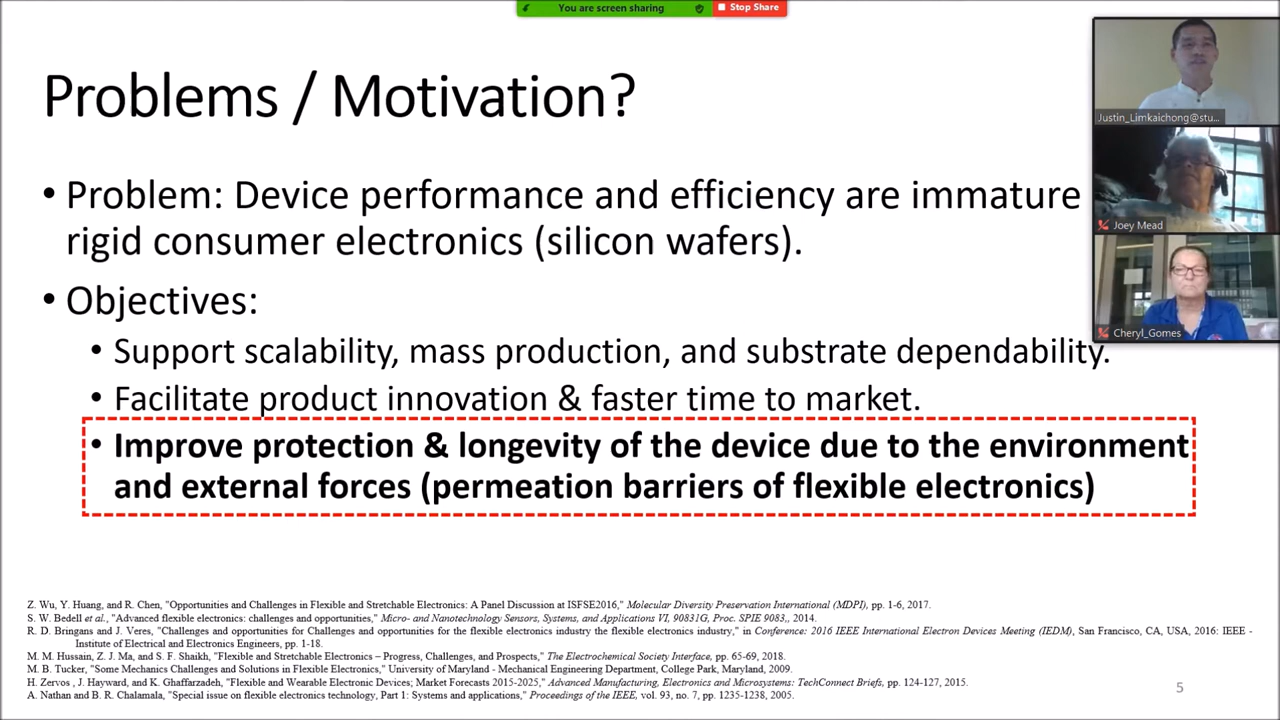 You are screen sharing
Stop Share
Problems / Motivation?
Justin_Limkaichong@stu...
Joey Mead
Cheryl_Gomes
• Problem: Device performance and efficiency are immature
rigid consumer electronics (silicon wafers).
• Objectives:
• Support scalability, mass production, and substrate dependability.
• Facilitate product innovation & faster time to market.
• Improve protection & longevity of the device due to the environment
and external forces (permeation barriers of flexible electronics)
Z. Wu, Y. Huang, and R. Chen, "Opportunities and Challenges in Flexible and Stretchable Electronics: A Panel Discussion at ISFSE2016," Molecular Diversity Preservation International (MDPI), pp. 1-6, 2017.
S. W. Bedell et al., "Advanced flexible electronics: challenges and opportunities," Micro- and Nanotechnology Sensors, Systems, and Applications VI, 90831G, Proc. SPIE 9083,, 2014.
R. D. Bringans and J. Veres, "Challenges and opportunities for Challenges and opportunities for the flexible electronics industry the flexible electronics industry," in Conference: 2016 IEEE International Electron Devices Meeting (IEDM), San Francisco, CA, USA, 2016: IEEE -
Institute of Electrical and Electronics Engineering, pp. 1-18.
M. M. Hussain, Z. J. Ma, and S. F. Shaikh, "Flexible and Stretchable Electronics – Progress, Challenges, and Prospects," The Electrochemical Society Interface, pp. 65-69, 2018.
M. B. Tucker, "Some Mechanics Challenges and Solutions in Flexible Electronics," University of Maryland - Mechanical Engineering Department, College Park, Maryland, 2009.
H. Zervos , J. Hayward, and K. Ghaffarzadeh, "Flexible and Wearable Electronic Devices; Market Forecasts 2015-2025," Advanced Manufacturing, Electronics and Microsystems: TechConnect Briefs, pp. 124-127, 2015.
A. Nathan and B. R. Chalamala, "Special issue on flexible electronics technology, Part 1: Systems and applications," Proceedings of the IEEE, vol. 93, no. 7, pp. 1235-1238, 2005.
5